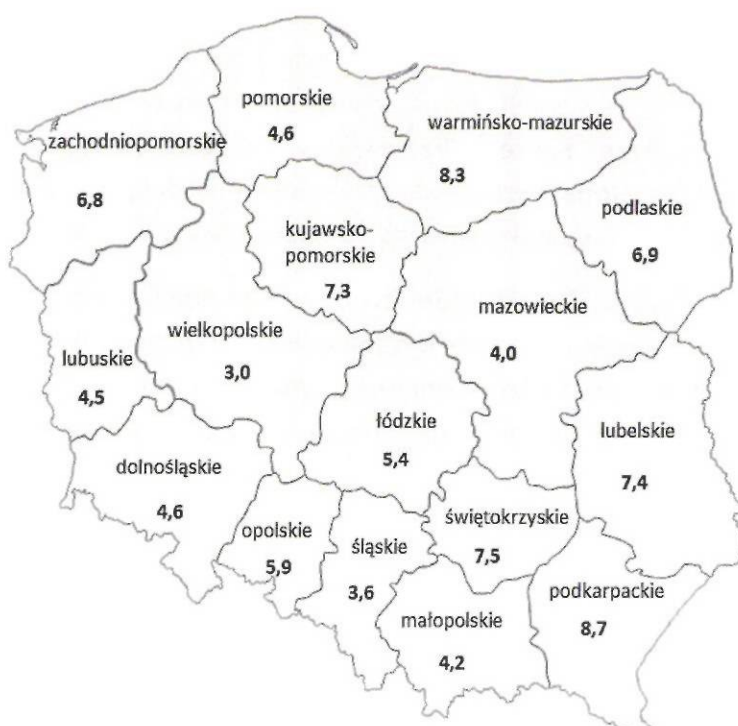 pomorskie
4,6
zachodniopomorskie
6,8
warmińsko-mazurskie
8,3
podlaskie
6,9
kujawsko-
pomorskie
7,3
mazowieckie
4,0
wielkopolskie
3,0
lubuskie
4,5
łódzkie
5,4
lubelskie
7,4
dolnośląskie
4,6
opolskie
5,9
śląskie
3,6
świętokrzyskie
7,5
małopolskie
4,2
podkarpackie
8,7